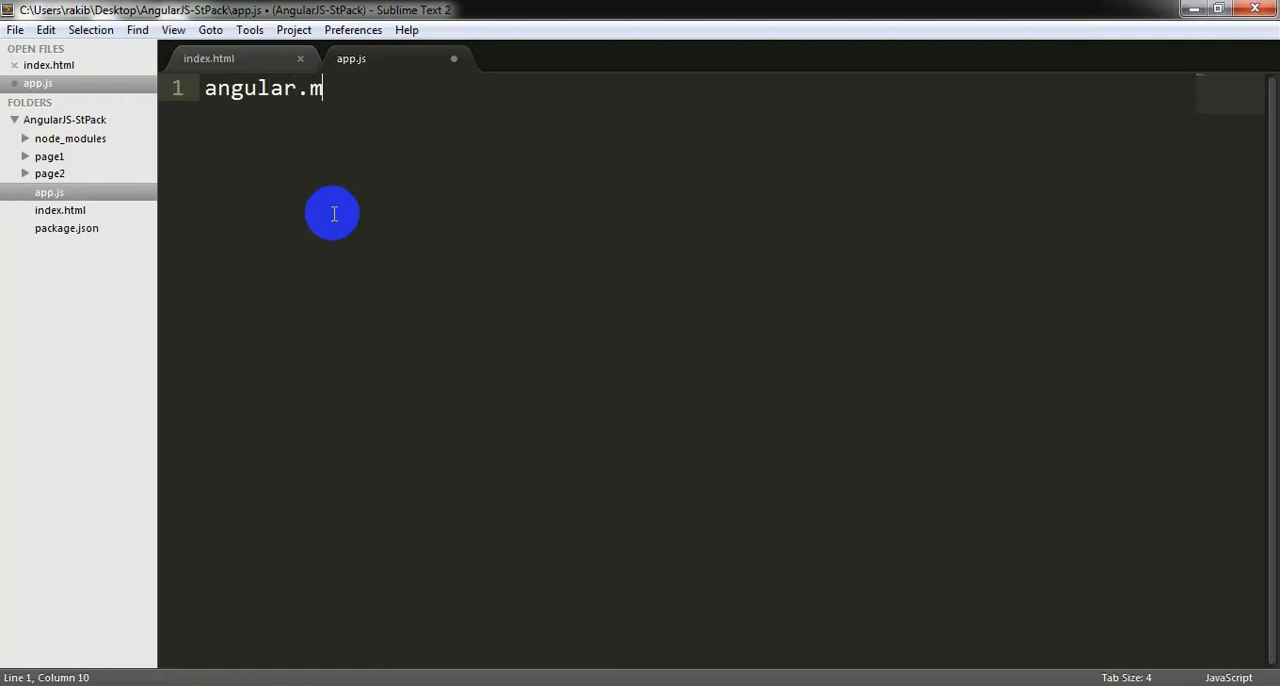 C:\Users\rakib\Desktop\AngularJS-StPack\app.js • (AngularJS-StPack) - Sublime Text 2
File Edit Selection Find View Goto Tools Project Preferences Help
OPEN FILES
index.html
app.js
FOLDERS
AngularJS-StPack
node_modules
page1
page2
app.js
index.html
package.json
index.html app.js
1 angular.m
Line 1, Column 10 Tab Size: 4 JavaScript